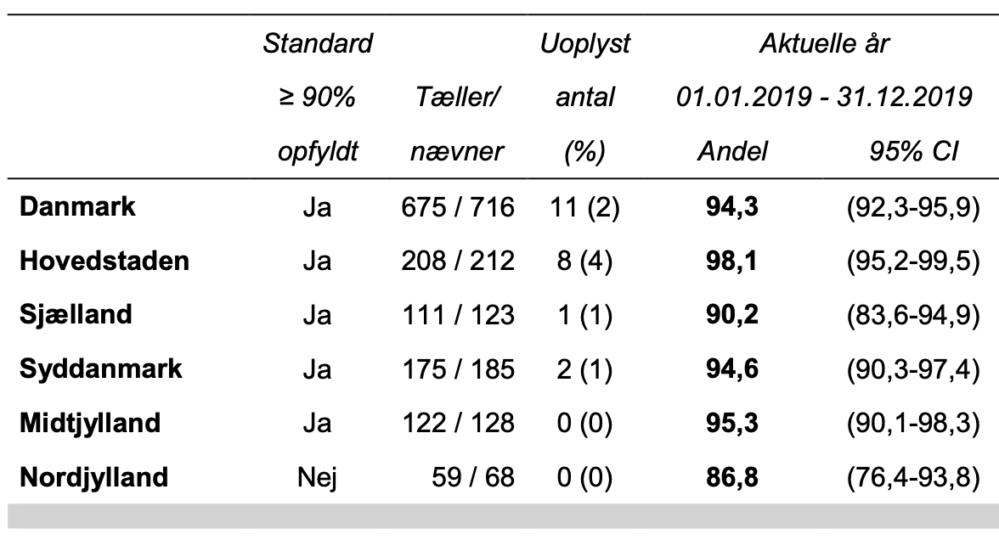 Standard Uoplyst Aktuelle år
≥ 90% Tæller/ antal 01.01.2019 - 31.12.2019
opfyldt nævner (%) Andel 95% CI
Danmark Ja 675 / 716 11 (2) 94,3 (92,3-95,9)
Hovedstaden Ja 208 / 212 8 (4) 98,1 (95,2-99,5)
Sjælland Ja 111 / 123 1 (1) 90,2 (83,6-94,9)
Syddanmark Ja 175 / 185 2 (1) 94,6 (90,3-97,4)
Midtjylland Ja 122 / 128 0 (0) 95,3 (90,1-98,3)
Nordjylland Nej 59 / 68 0 (0) 86,8 (76,4-93,8)